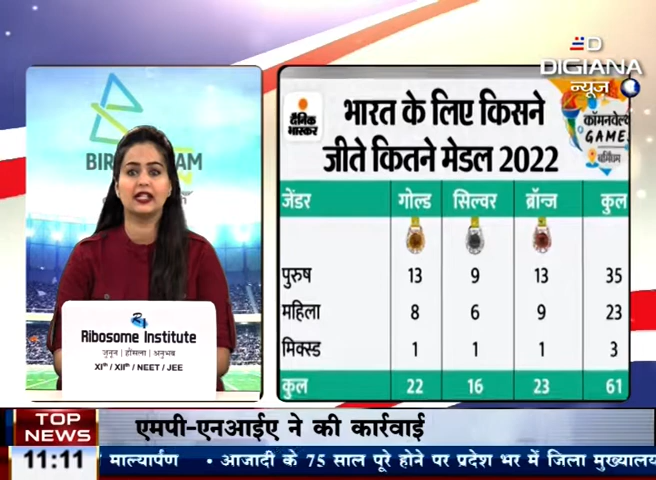 D
DIGIANA
न्यूज
दैनिक
भास्कर
भारत के लिए किसने
जीते कितने मेडल 2022
कॉमनवेल्थ
GAMES
बर्मिंघम
जेंडर गोल्ड सिल्वर ब्रॉन्ज कुल
पुरुष 13 9 13 35
महिला 8 6 9 23
मिक्स्ड 1 1 1 3
कुल 22 16 23 61
Ribosome Institute
जुनून | हौंसला | अनुभव
XIth / XIIth / NEET / JEE
TOP
NEWS
एमपी-एनआईए ने की कार्रवाई
11:11
माल्यार्पण • आजादी के 75 साल पूरे होने पर प्रदेश भर में जिला मुख्यालय